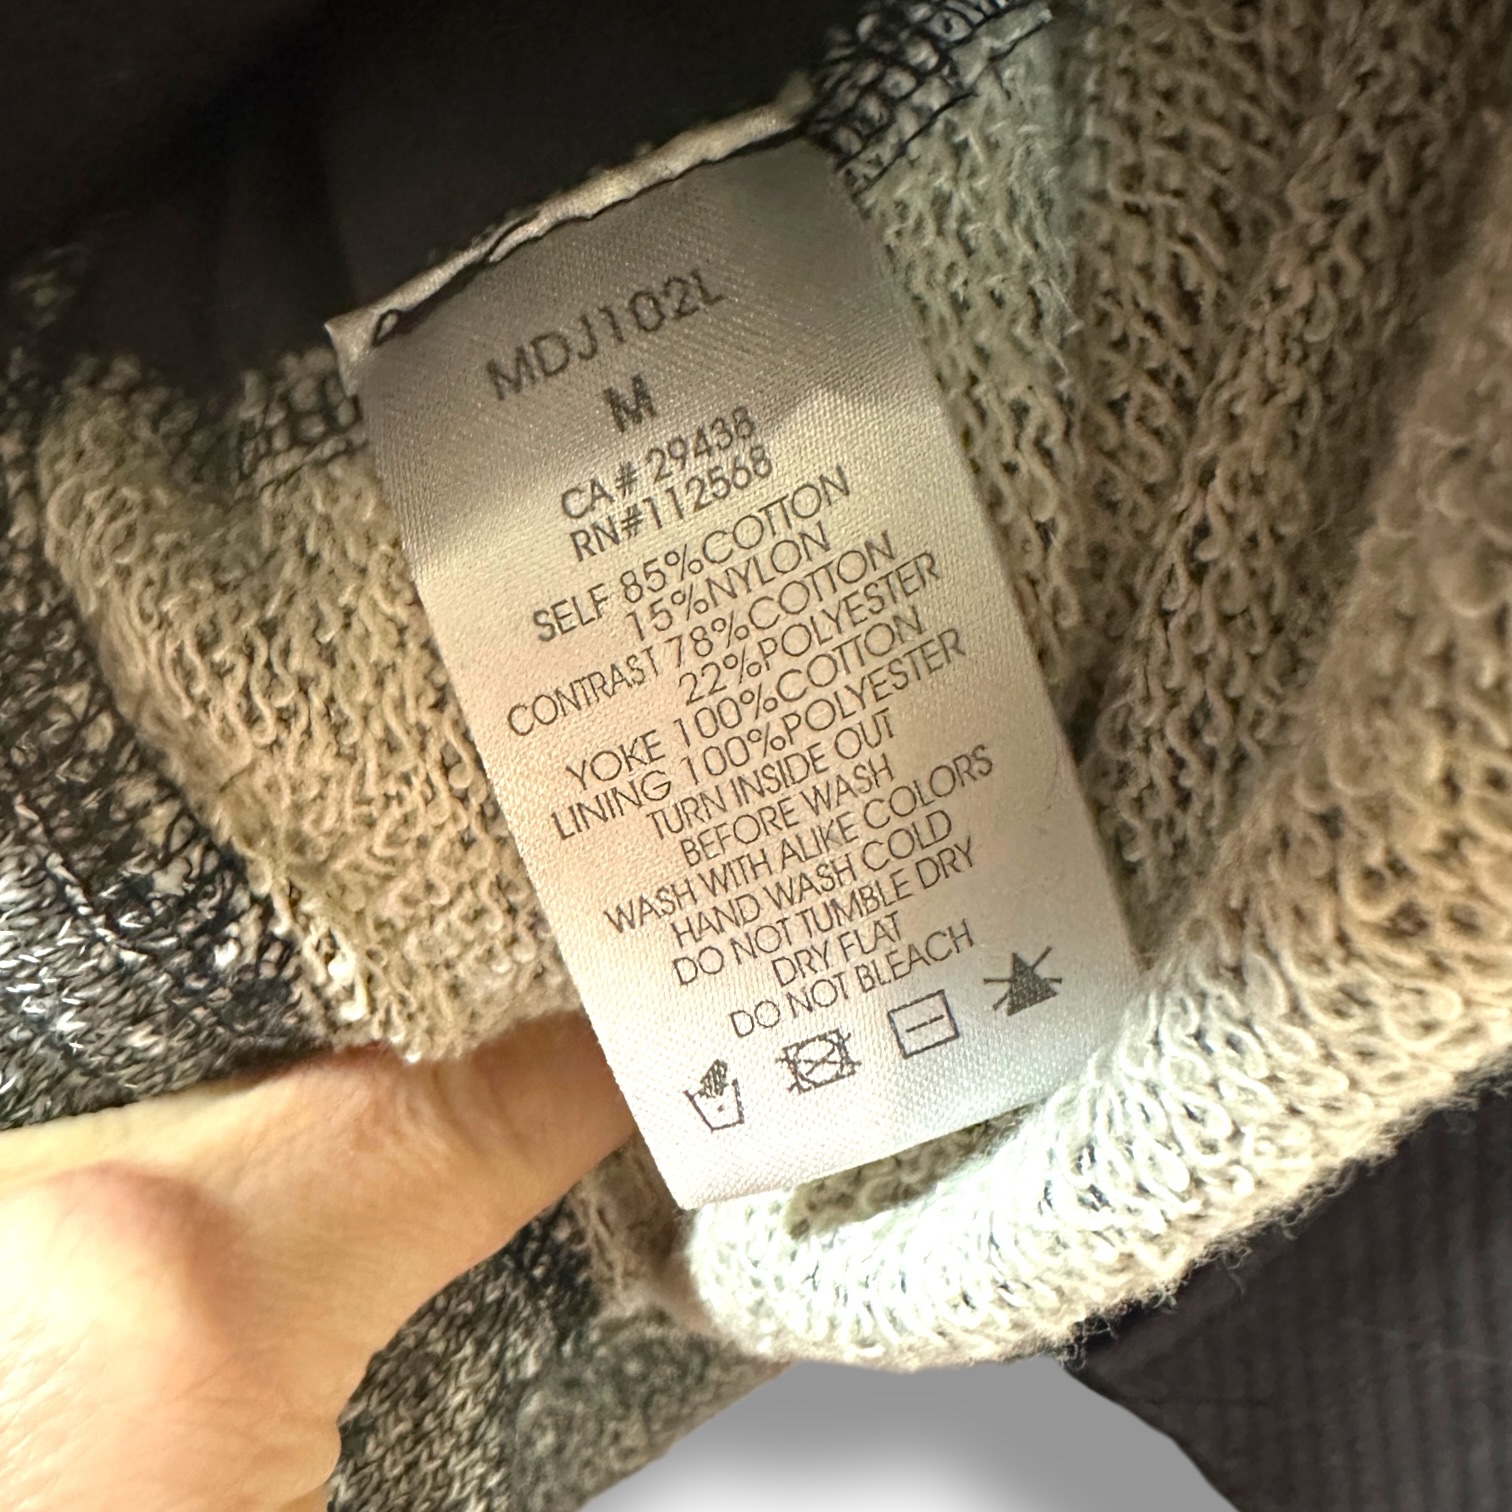 MDJ102L
M
CA # 29438
RN#112568
SELF 85%COTTON
15%NYLON
CONTRAST 78%COTTON
22%POLYESTER
YOKE 100%COTTON
LINING 100%POLYESTER
TURN INSIDE OUT
BEFORE WASH
WASH WITH ALIKE COLORS
HAND WASH COLD
DO NOT TUMBLE DRY
DRY FLAT
DO NOT BLEACH